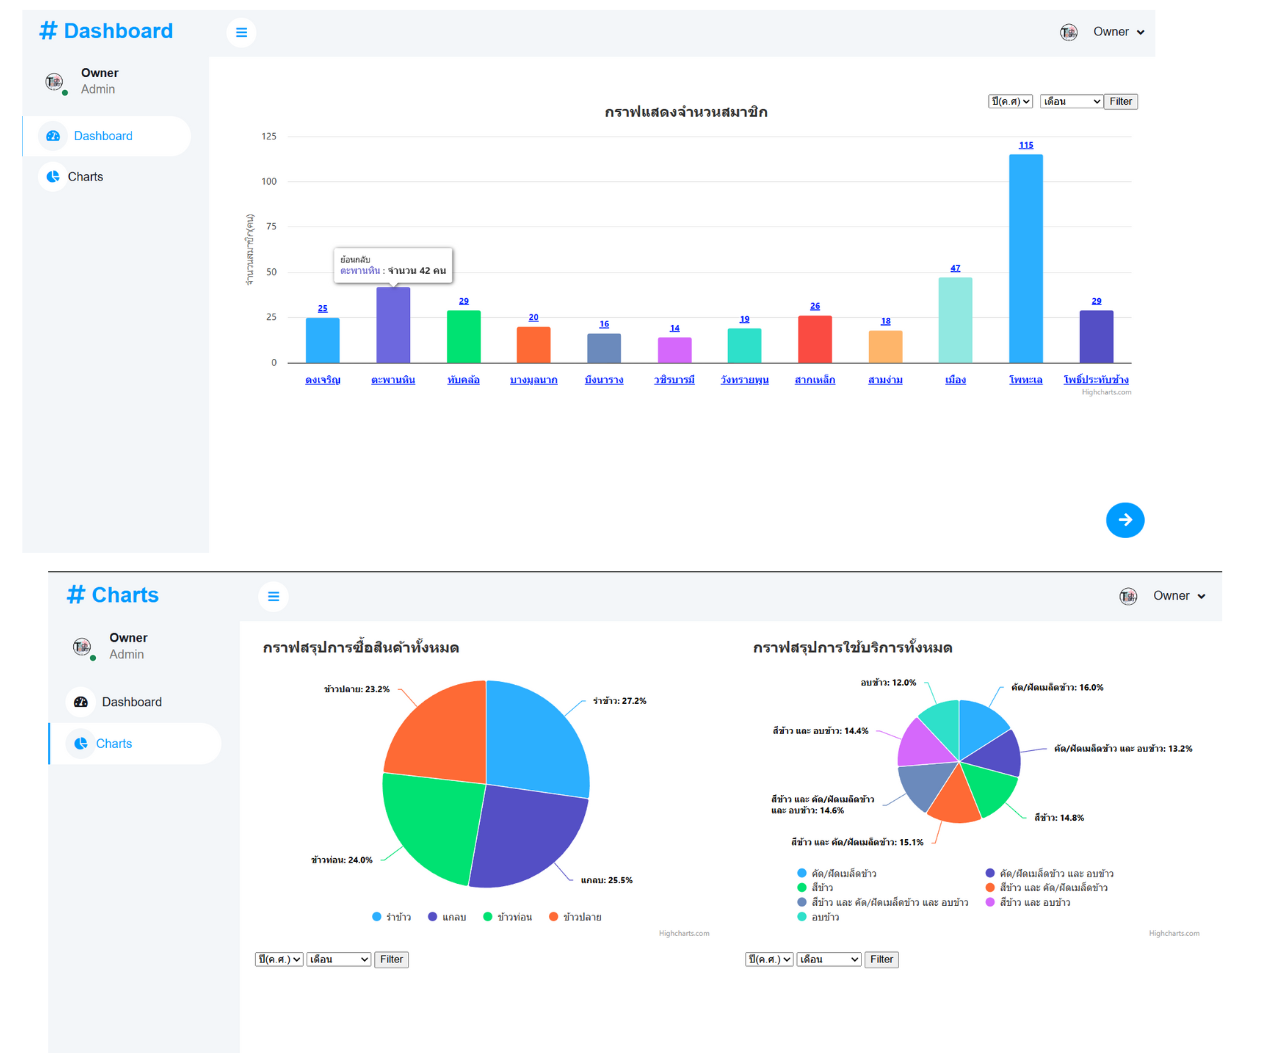 # Dashboard
Owner
Owner
Admin
Dashboard
Charts
กราฟแสดงจำนวนสมาชิก
ปี(ค.ศ) เดือน Filter
จำนวนสมาชิก(คน)
125
100
75
50
25
0
ย้อนกลับ
ตะพานหิน : จำนวน 42 คน
25 29 20 16 14 19 26 18 47 115 29
ดงเจริญ ตะพานหิน ทับคล้อ บางมูลนาก บึงนาราง วชิรบารมี วังทรายพูน สากเหล็ก สามง่าม เมือง โพทะเล โพธิ์ประทับช้าง
Highcharts.com
# Charts
Owner
Owner
Admin
Dashboard
Charts
กราฟสรุปการซื้อสินค้าทั้งหมด
ข้าวปลาย: 23.2%
รำข้าว: 27.2%
ข้าวท่อน: 24.0%
แกลบ: 25.5%
รำข้าว แกลบ ข้าวท่อน ข้าวปลาย
Highcharts.com
ปี(ค.ศ.) เดือน Filter
กราฟสรุปการใช้บริการทั้งหมด
อบข้าว: 12.0%
คัด/ฝัดเมล็ดข้าว: 16.0%
สีข้าว และ อบข้าว: 14.4%
คัด/ฝัดเมล็ดข้าว และ อบข้าว: 13.2%
สีข้าว และ คัด/ฝัดเมล็ดข้าว
และ อบข้าว: 14.6%
สีข้าว: 14.8%
สีข้าว และ คัด/ฝัดเมล็ดข้าว: 15.1%
คัด/ฝัดเมล็ดข้าว คัด/ฝัดเมล็ดข้าว และ อบข้าว
สีข้าว สีข้าว และ คัด/ฝัดเมล็ดข้าว
สีข้าว และ คัด/ฝัดเมล็ดข้าว และ อบข้าว สีข้าว และ อบข้าว
อบข้าว
Highcharts.com
ปี(ค.ศ.) เดือน Filter